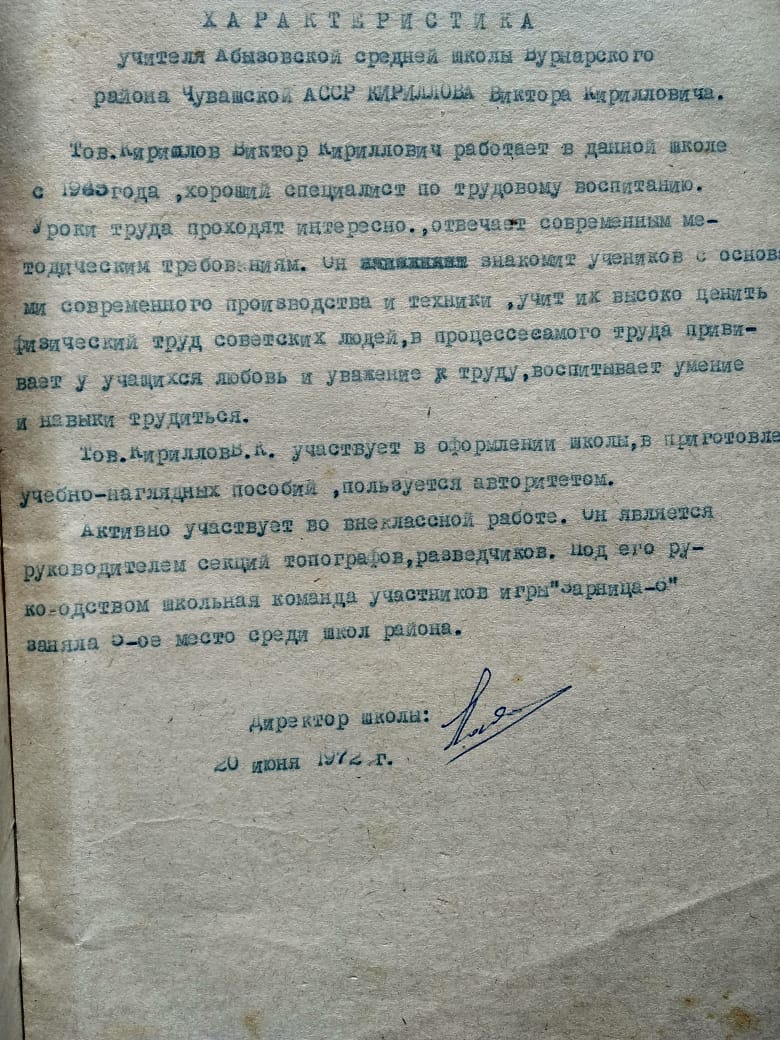 ХАРАКТЕРИСТИКА
учителя Абызовской средней школы Вурнарского
района Чувашской АССР КИРИЛЛОВА Виктора Кирилловича.
Тов.Кириллов Виктор Кириллович работает в данной школе
с года ,хороший специалист по трудовому воспитанию.
Уроки труда проходят интересно.,отвечает современным ме-
тодическим требованиям. Он знакомит учеников с основа
ми современного производства и техники ,учит их высоко ценить
физический труд советских людей,в процессесамого труда приви-
вает у учащихся любовь и уважение к труду,воспитывает умение
и навыки трудиться.
Тов.КирилловВ.К. участвует в оформлении школы,в приготовле
учебно-наглядных пособий ,пользуется авторитетом.
Активно участвует во внеклассной работе. Он является
руководителем секций топографов,разведчиков. Под его ру-
ководством школьная команда участников игры"Зарница-
заняла место среди школ района.
Директор школы:
20 июня 1972 г.